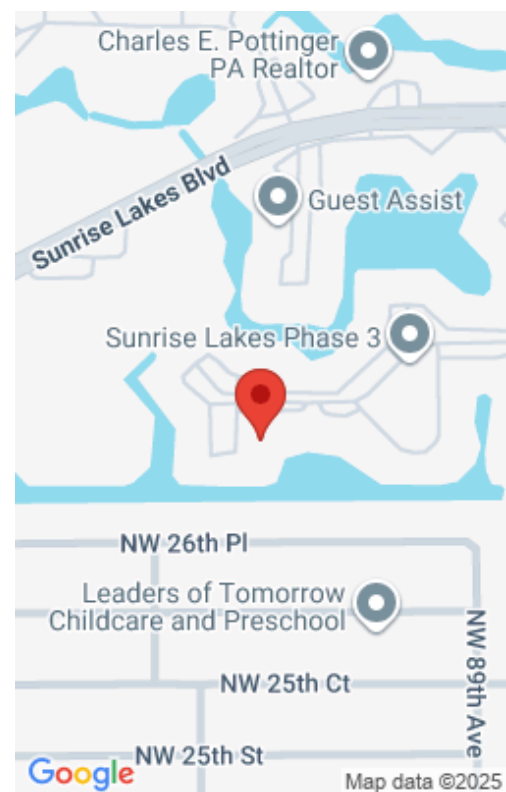 Charles E. Pottinger
PA Realtor
Sunrise Lakes Blvd
Guest Assist
Sunrise Lakes Phase 3
NW 26th Pl
Leaders of Tomorrow
Childcare and Preschool
NW 89th Ave
NW 25th Ct
NW 25th St
Google
Map data ©2025